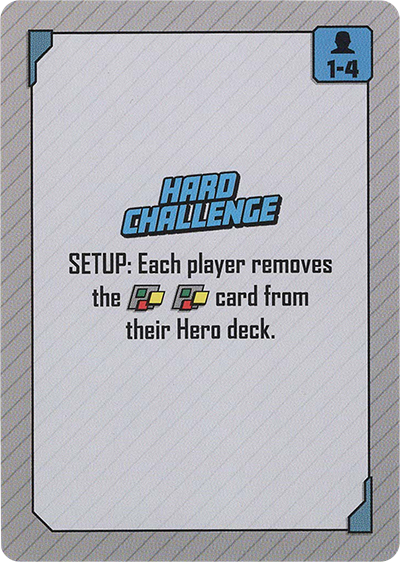 1-4
HARD
CHALLENGE
SETUP: Each player removes
the card from
their Hero deck.